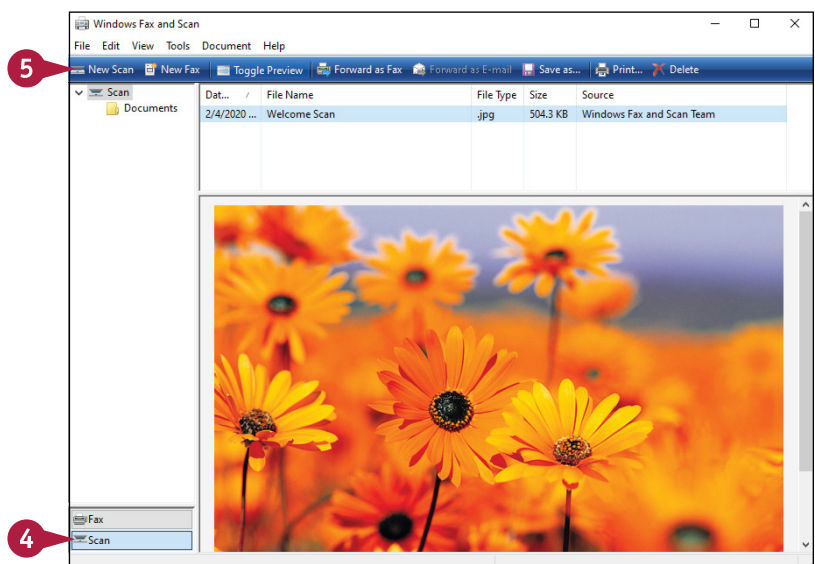 Windows Fax and Scan
File Edit View Tools Document Help
5
New Scan New Fax Toggle Preview Forward as Fax Forward as E-mail Save as... Print... Delete
Scan
Documents
Dat... File Name File Type Size Source
2/4/2020 ... Welcome Scan .jpg 504.3 KB Windows Fax and Scan Team
Fax
4
Scan